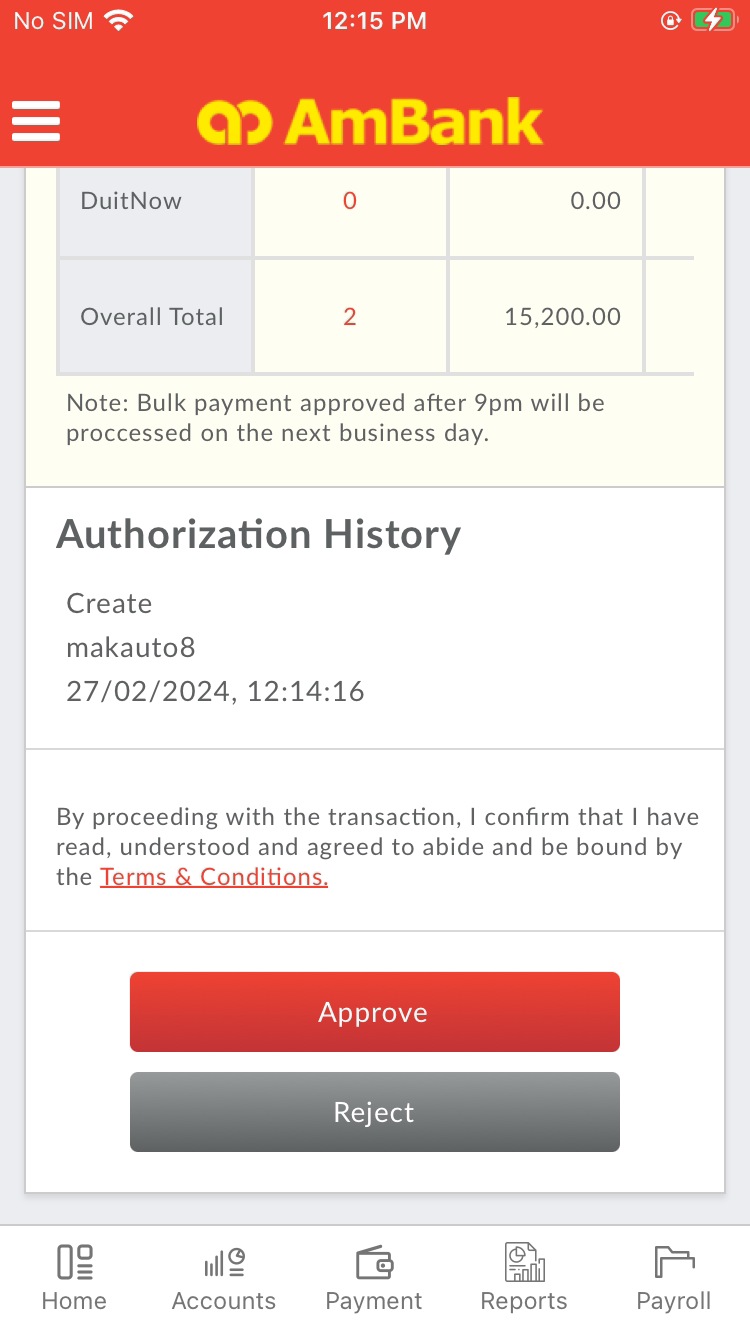 No SIM 12:15 PM
AmBank
DuitNow 0 0.00
Overall Total 2 15,200.00
Note: Bulk payment approved after 9pm will be
proccessed on the next business day.
Authorization History
Create
makauto8
27/02/2024, 12:14:16
By proceeding with the transaction, I confirm that I have
read, understood and agreed to abide and be bound by
the Terms & Conditions.
Approve
Reject
Home Accounts Payment Reports Payroll